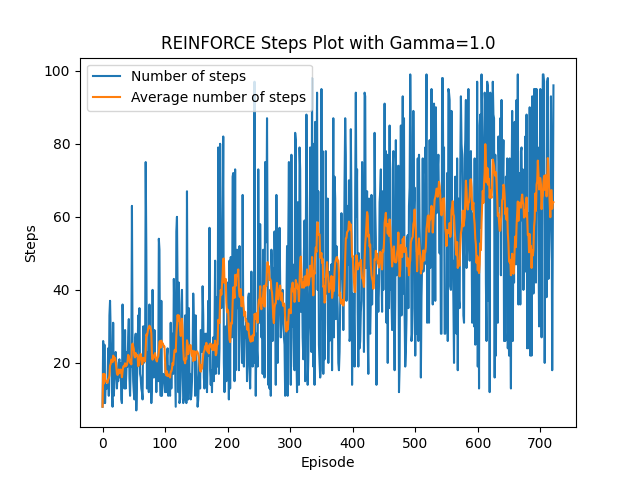 REINFORCE Steps Plot with Gamma=1.0
Number of steps
Average number of steps
100
80
60
40
20
Steps
0 100 200 300 400 500 600 700
Episode